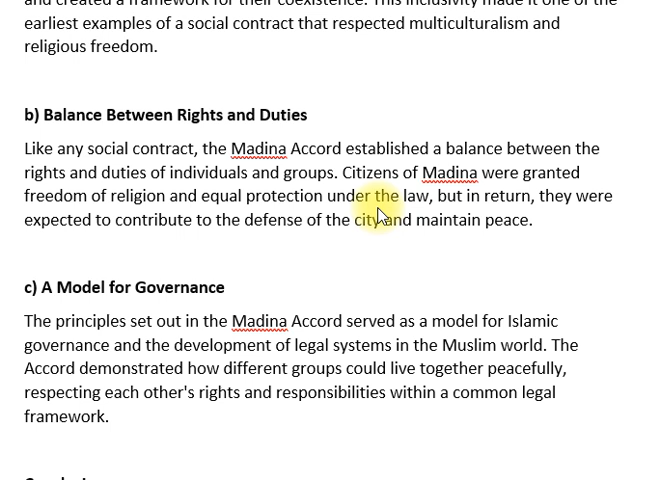 and created a framework for their coexistence. This inclusivity made it one of the
earliest examples of a social contract that respected multiculturalism and
religious freedom.
b) Balance Between Rights and Duties
Like any social contract, the Madina Accord established a balance between the
rights and duties of individuals and groups. Citizens of Madina were granted
freedom of religion and equal protection under the law, but in return, they were
expected to contribute to the defense of the city and maintain peace.
c) A Model for Governance
The principles set out in the Madina Accord served as a model for Islamic
governance and the development of legal systems in the Muslim world. The
Accord demonstrated how different groups could live together peacefully,
respecting each other's rights and responsibilities within a common legal
framework.